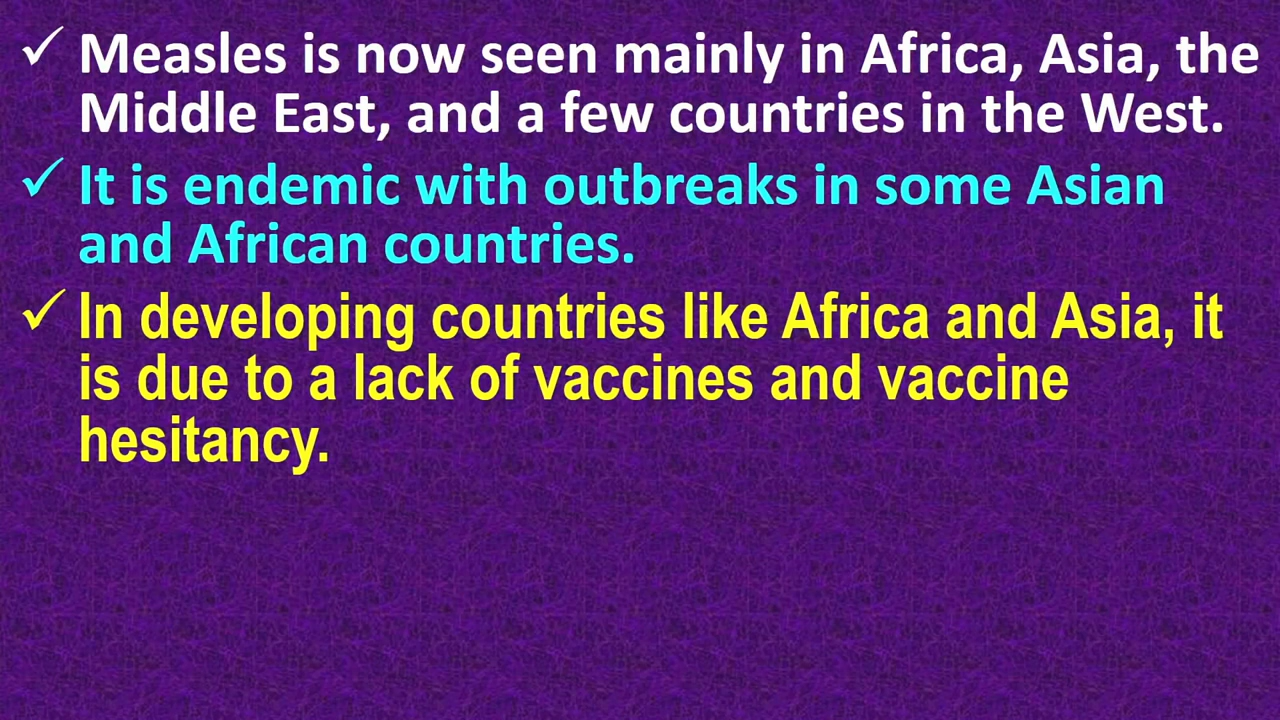 ✓ Measles is now seen mainly in Africa, Asia, the
Middle East, and a few countries in the West.
✓ It is endemic with outbreaks in some Asian
and African countries.
✓ In developing countries like Africa and Asia, it
is due to a lack of vaccines and vaccine
hesitancy.